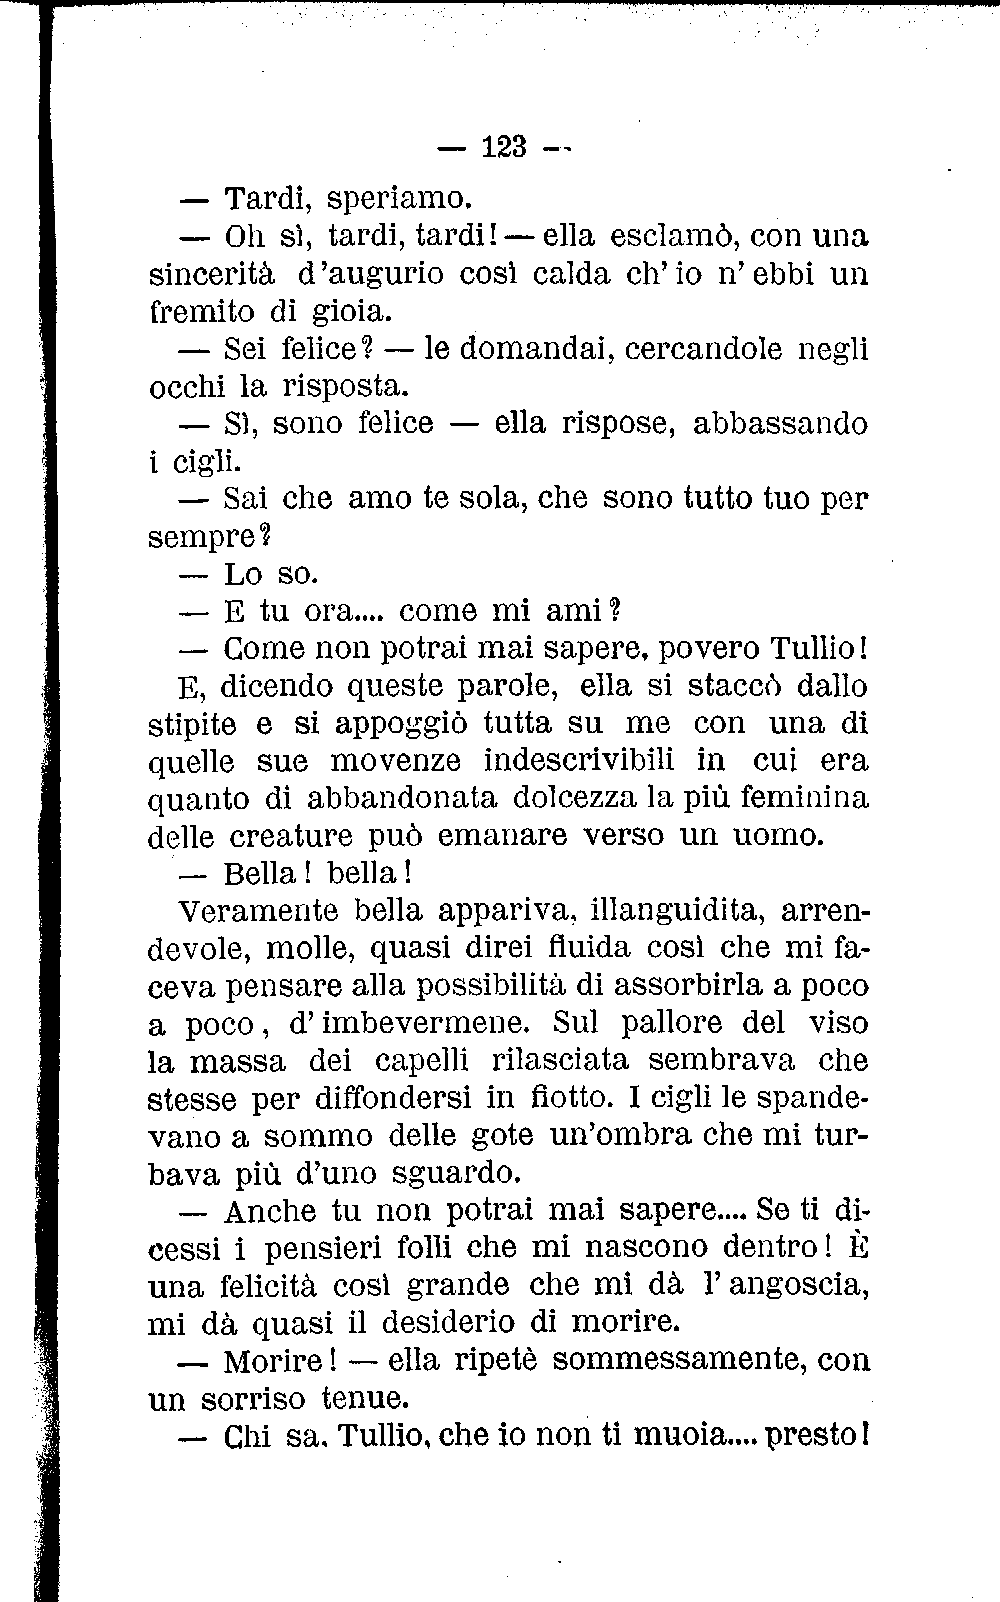 — 123 —
— Tardi, speriamo.
— Oh sì, tardi, tardi! — ella esclamò, con una
sincerità d'augurio così calda ch'io n'ebbi un
fremito di gioia.
— Sei felice? — le domandai, cercandole negli
occhi la risposta.
— Sì, sono felice — ella rispose, abbassando
i cigli.
— Sai che amo te sola, che sono tutto tuo per
sempre?
— Lo so.
— E tu ora.... come mi ami?
— Come non potrai mai sapere, povero Tullio!
E, dicendo queste parole, ella si staccò dallo
stipite e si appoggiò tutta su me con una di
quelle sue movenze indescrivibili in cui era
quanto di abbandonata dolcezza la più feminina
delle creature può emanare verso un uomo.
— Bella! bella!
Veramente bella appariva, illanguidita, arren-
devole, molle, quasi direi fluida così che mi fa-
ceva pensare alla possibilità di assorbirla a poco
a poco, d'imbevermene. Sul pallore del viso
la massa dei capelli rilasciata sembrava che
stesse per diffondersi in fiotto. I cigli le spande-
vano a sommo delle gote un'ombra che mi tur-
bava più d'uno sguardo.
— Anche tu non potrai mai sapere.... Se ti di-
cessi i pensieri folli che mi nascono dentro! È
una felicità così grande che mi dà l'angoscia,
mi dà quasi il desiderio di morire.
— Morire! — ella ripetè sommessamente, con
un sorriso tenue.
— Chi sa, Tullio, che io non ti muoia.... presto!